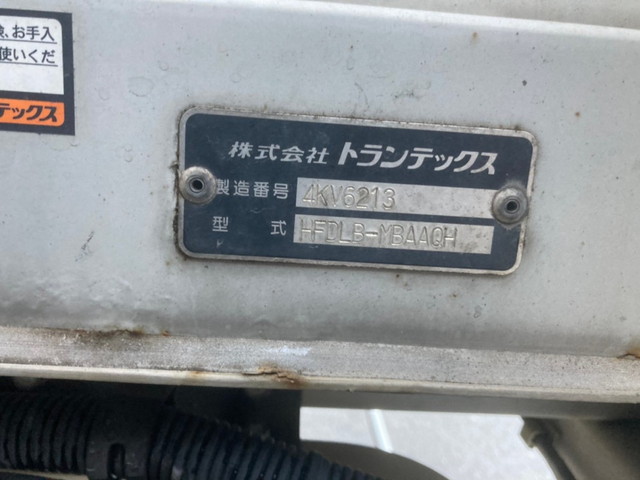 お手入
使いくだ
テックス
株式会社 トランテックス
製造番号 4KV6213
型式 HFDLB-MBAAQH